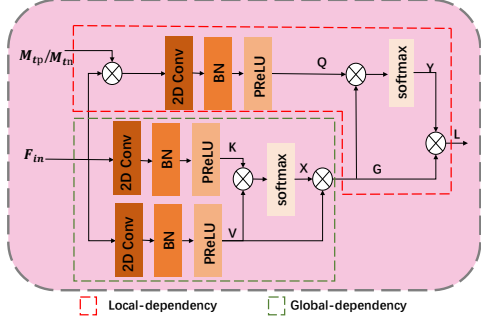 M_tp/M_tn
2D Conv
BN
PReLU
Q
softmax
Y
L
F_in
2D Conv
BN
PReLU
K
softmax
X
G
2D Conv
BN
PReLU
V
Local-dependency
Global-dependency